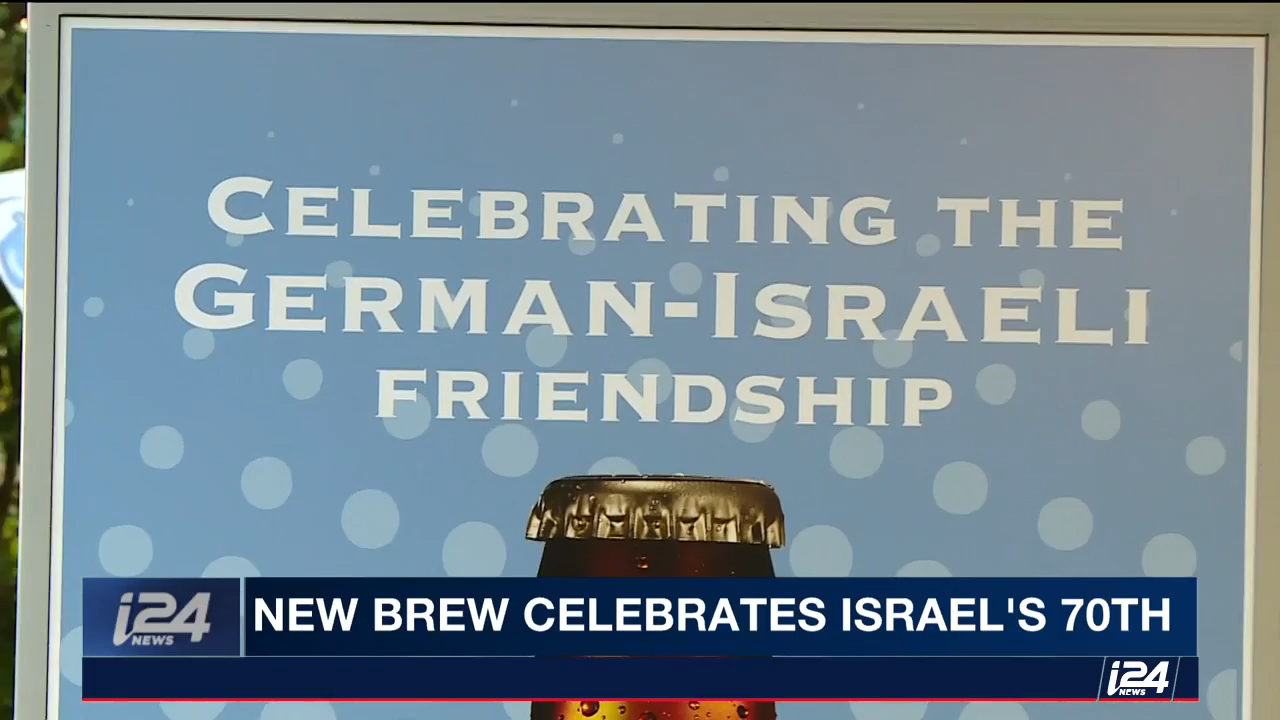 CELEBRATING THE
GERMAN-ISRAELI
FRIENDSHIP
i24
NEWS
NEW BREW CELEBRATES ISRAEL'S 70TH
i24
NEWS